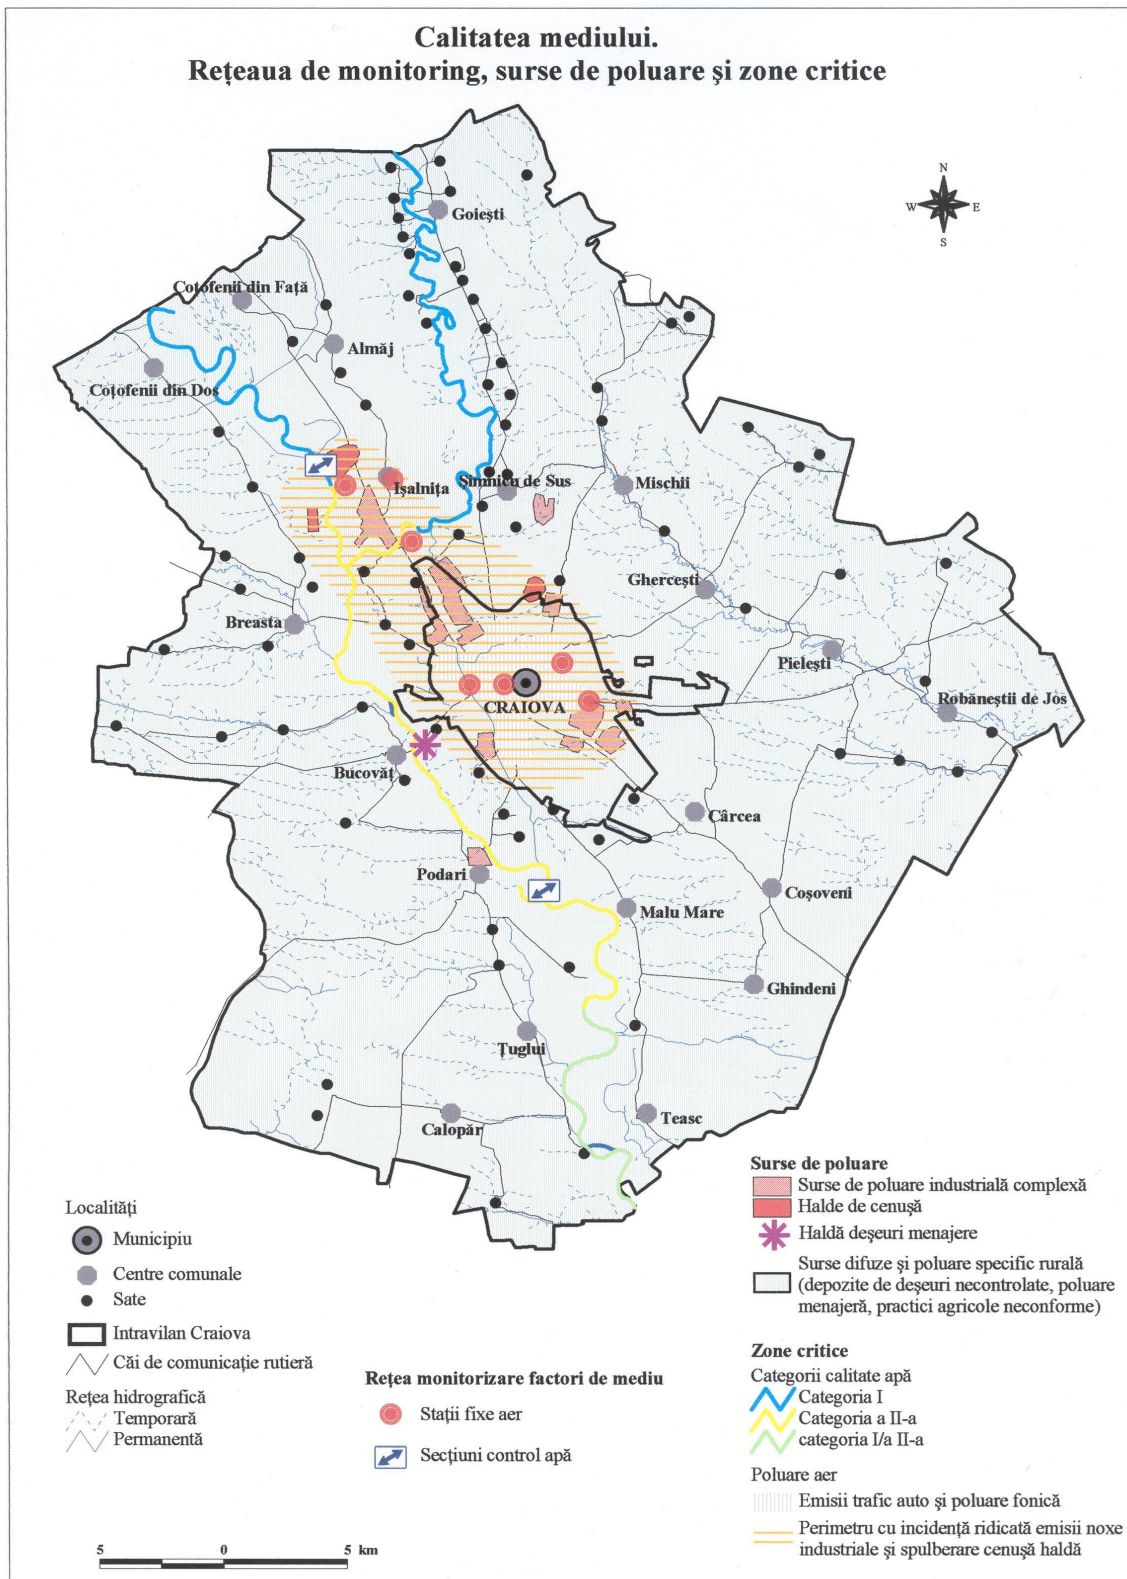 Calitatea mediului.
Rețeaua de monitoring, surse de poluare și zone critice
N
W
E
S
Goiești
Coțofenii din Față
Almăj
Coțofenii din Dos
Ișalnița
Șimnicu de Sus
Mischii
Ghercești
Breasta
Pielești
Robăneștii de Jos
CRAIOVA
Bucovăț
Cârcea
Podari
Coșoveni
Malu Mare
Ghindeni
Țuglui
Teasc
Calopăr
Localități
Municipiu
Centre comunale
Sate
Intravilan Craiova
Căi de comunicație rutieră
Rețea hidrografică
Temporară
Permanentă
Rețea monitorizare factori de mediu
Stații fixe aer
Secțiuni control apă
Surse de poluare
Surse de poluare industrială complexă
Halde de cenușă
Haldă deșeuri menajere
Surse difuze și poluare specific rurală
(depozite de deșeuri necontrolate, poluare
menajeră, practici agricole neconforme)
Zone critice
Categorii calitate apă
Categoria I
Categoria a II-a
categoria I/a II-a
Poluare aer
Emisii trafic auto și poluare fonică
Perimetru cu incidență ridicată emisii noxe
industriale și spulberare cenușă haldă
5 0 5 km